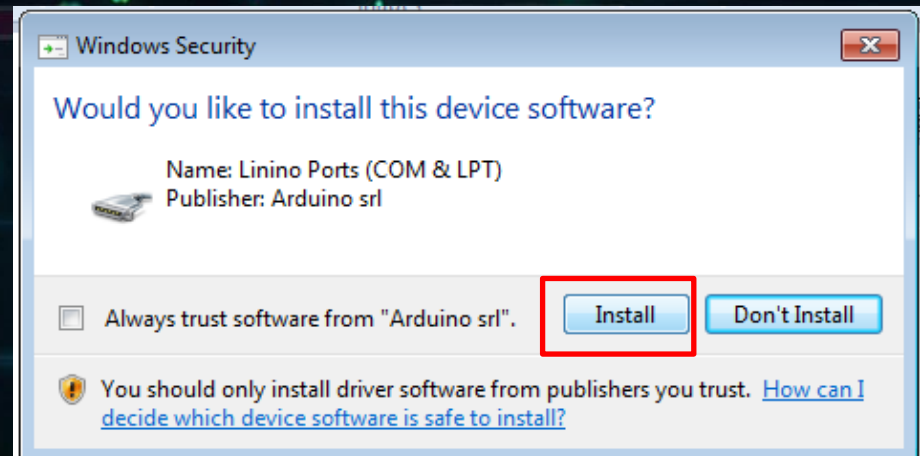 Windows Security
Would you like to install this device software?
Name: Linino Ports (COM & LPT)
Publisher: Arduino srl
Always trust software from "Arduino srl".
Install
Don't Install
You should only install driver software from publishers you trust. How can I
decide which device software is safe to install?